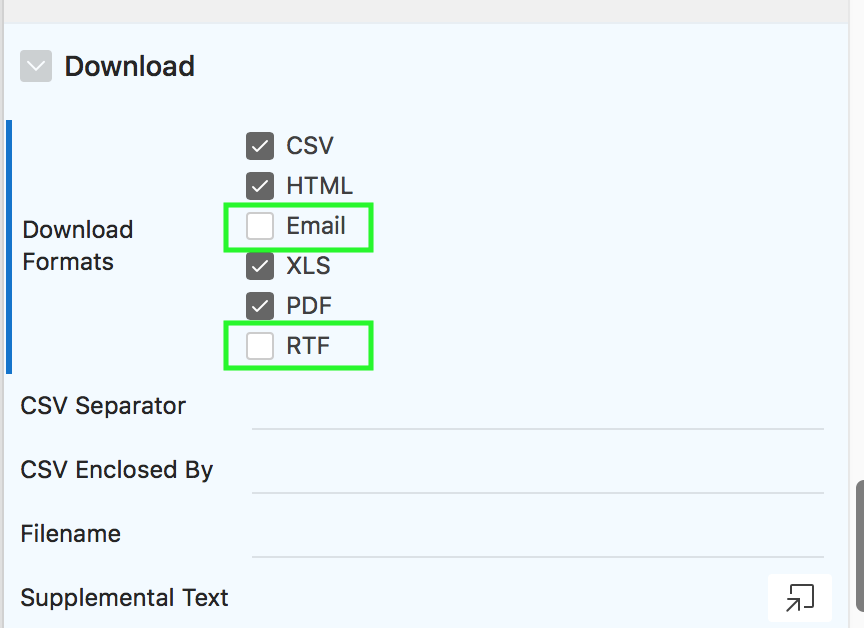 Download
Download
Formats
CSV
HTML
Email
XLS
PDF
RTF
CSV Separator
CSV Enclosed By
Filename
Supplemental Text